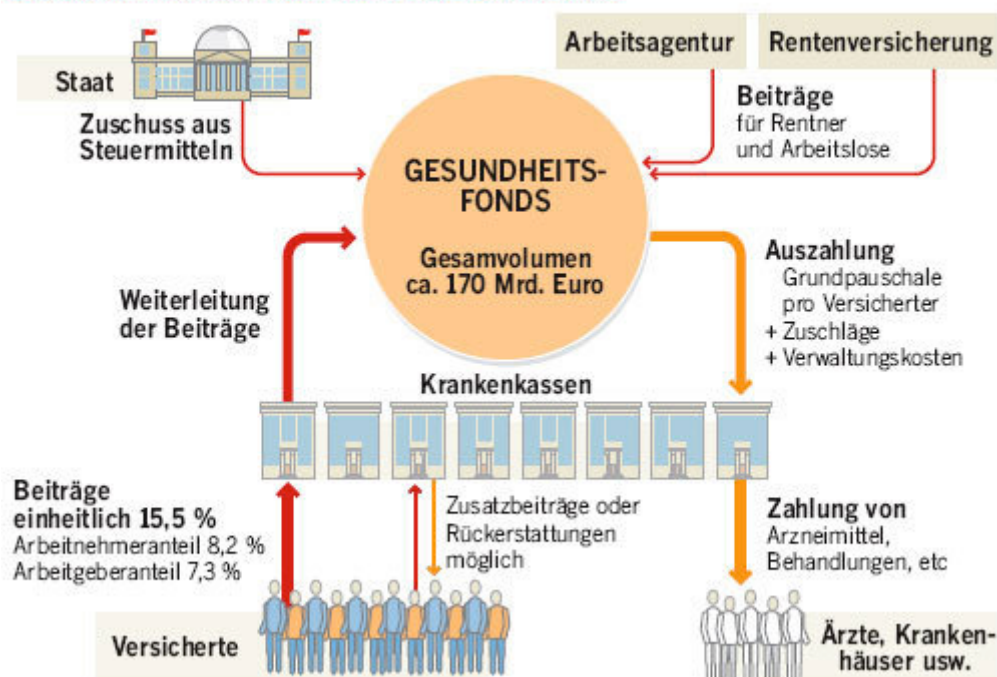 Staat
Zuschuss aus
Steuermitteln
Arbeitsagentur
Rentenversicherung
Beiträge
für Rentner
und Arbeitslose
GESUNDHEITS-
FONDS
Gesamvolumen
ca. 170 Mrd. Euro
Weiterleitung
der Beiträge
Auszahlung
Grundpauschale
pro Versicherter
+ Zuschläge
+ Verwaltungskosten
Krankenkassen
Beiträge
einheitlich 15,5 %
Arbeitnehmeranteil 8,2 %
Arbeitgeberanteil 7,3 %
Zusatzbeiträge oder
Rückerstattungen
möglich
Zahlung von
Arzneimittel,
Behandlungen, etc
Versicherte
Ärzte, Kranken-
häuser usw.